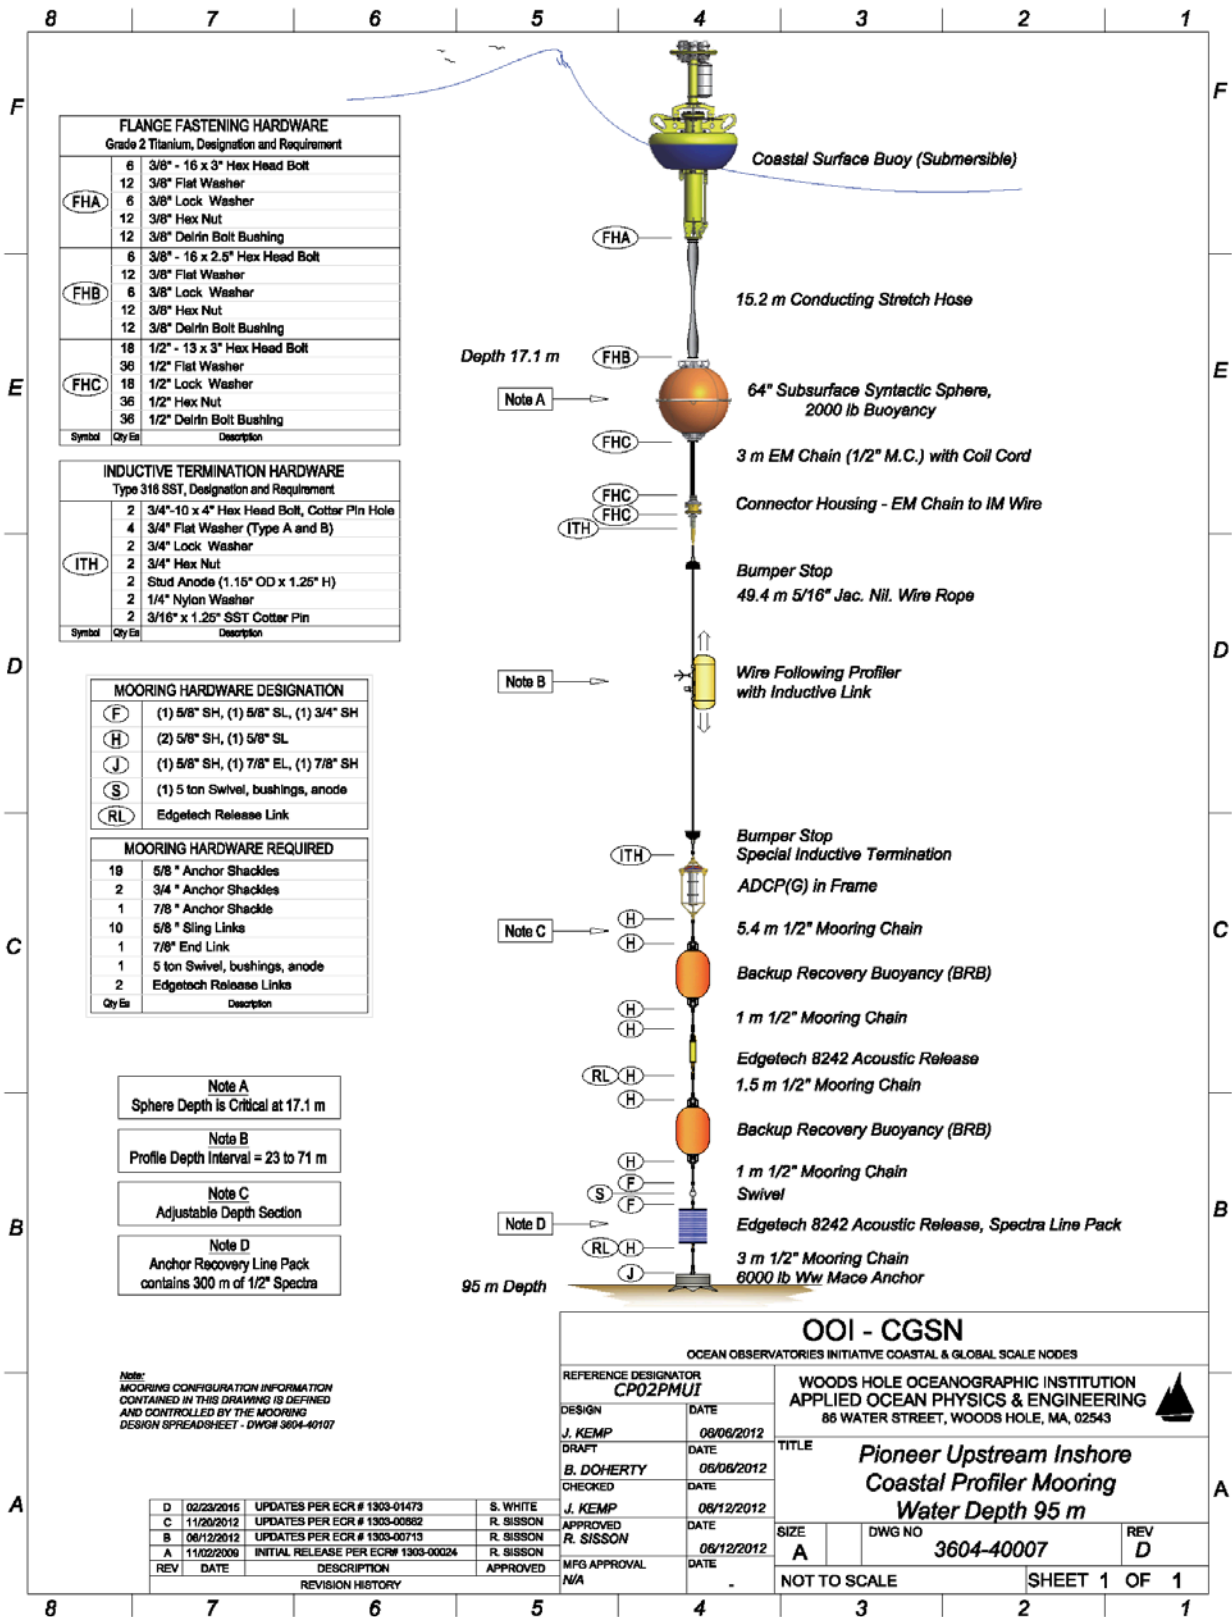 8 7 6 5 4 3 2 1
F
F
FLANGE FASTENING HARDWARE
Grade 2 Titanium, Designation and Requirement
FHA
6 3/8" - 16 x 3" Hex Head Bolt
12 3/8" Flat Washer
6 3/8" Lock Washer
12 3/8" Hex Nut
12 3/8" Delrin Bolt Bushing
FHB
6 3/8" - 16 x 2.5" Hex Head Bolt
12 3/8" Flat Washer
6 3/8" Lock Washer
12 3/8" Hex Nut
12 3/8" Delrin Bolt Bushing
FHC
18 1/2" - 13 x 3" Hex Head Bolt
36 1/2" Flat Washer
18 1/2" Lock Washer
36 1/2" Hex Nut
36 1/2" Delrin Bolt Bushing
Symbol Qty Ea Description
INDUCTIVE TERMINATION HARDWARE
Type 316 SST, Designation and Requirement
ITH
2 3/4"-10 x 4" Hex Head Bolt, Cotter Pin Hole
4 3/4" Flat Washer (Type A and B)
2 3/4" Lock Washer
2 3/4" Hex Nut
2 Stud Anode (1.15" OD x 1.25" H)
2 1/4" Nylon Washer
2 3/16" x 1.25" SST Cotter Pin
Symbol Qty Ea Description
MOORING HARDWARE DESIGNATION
F (1) 5/8" SH, (1) 5/8" SL, (1) 3/4" SH
H (2) 5/8" SH, (1) 5/8" SL
J (1) 5/8" SH, (1) 7/8" EL, (1) 7/8" SH
S (1) 5 ton Swivel, bushings, anode
RL Edgetech Release Link
MOORING HARDWARE REQUIRED
19 5/8 " Anchor Shackles
2 3/4 " Anchor Shackles
1 7/8 " Anchor Shackle
10 5/8 " Sling Links
1 7/8" End Link
1 5 ton Swivel, bushings, anode
2 Edgetech Release Links
Qty Ea Description
Note A
Sphere Depth is Critical at 17.1 m
Note B
Profile Depth Interval = 23 to 71 m
Note C
Adjustable Depth Section
Note D
Anchor Recovery Line Pack
contains 300 m of 1/2" Spectra
Note:
MOORING CONFIGURATION INFORMATION
CONTAINED IN THIS DRAWING IS DEFINED
AND CONTROLLED BY THE MOORING
DESIGN SPREADSHEET - DWG# 3604-40107
Coastal Surface Buoy (Submersible)
FHA
15.2 m Conducting Stretch Hose
Depth 17.1 m
FHB
Note A
64" Subsurface Syntactic Sphere,
2000 lb Buoyancy
FHC
3 m EM Chain (1/2" M.C.) with Coil Cord
FHC
Connector Housing - EM Chain to IM Wire
FHC
ITH
Bumper Stop
49.4 m 5/16" Jac. Nil. Wire Rope
Note B
Wire Following Profiler
with Inductive Link
Bumper Stop
ITH
Special Inductive Termination
ADCP(G) in Frame
H
Note C
5.4 m 1/2" Mooring Chain
H
Backup Recovery Buoyancy (BRB)
H
1 m 1/2" Mooring Chain
H
Edgetech 8242 Acoustic Release
RL H
1.5 m 1/2" Mooring Chain
H
Backup Recovery Buoyancy (BRB)
H
1 m 1/2" Mooring Chain
F
S
Swivel
F
Note D
Edgetech 8242 Acoustic Release, Spectra Line Pack
RL H
3 m 1/2" Mooring Chain
J
6000 lb Ww Mace Anchor
95 m Depth
E
E
D
D
C
C
B
B
A
A
OOI - CGSN
OCEAN OBSERVATORIES INITIATIVE COASTAL & GLOBAL SCALE NODES
REFERENCE DESIGNATOR
CP02PMUI
WOODS HOLE OCEANOGRAPHIC INSTITUTION
APPLIED OCEAN PHYSICS & ENGINEERING
86 WATER STREET, WOODS HOLE, MA, 02543
DESIGN DATE
J. KEMP 06/06/2012
DRAFT DATE
B. DOHERTY 06/06/2012
CHECKED DATE
J. KEMP 06/12/2012
APPROVED DATE
R. SISSON 06/12/2012
MFG APPROVAL DATE
N/A -
TITLE
Pioneer Upstream Inshore
Coastal Profiler Mooring
Water Depth 95 m
SIZE DWG NO REV
A 3604-40007 D
NOT TO SCALE SHEET 1 OF 1
D 02/23/2015 UPDATES PER ECR # 1303-01473 S. WHITE
C 11/20/2012 UPDATES PER ECR # 1303-00882 R. SISSON
B 06/12/2012 UPDATES PER ECR # 1303-00713 R. SISSON
A 11/02/2009 INITIAL RELEASE PER ECR# 1303-00024 R. SISSON
REV DATE DESCRIPTION APPROVED
REVISION HISTORY
8 7 6 5 4 3 2 1